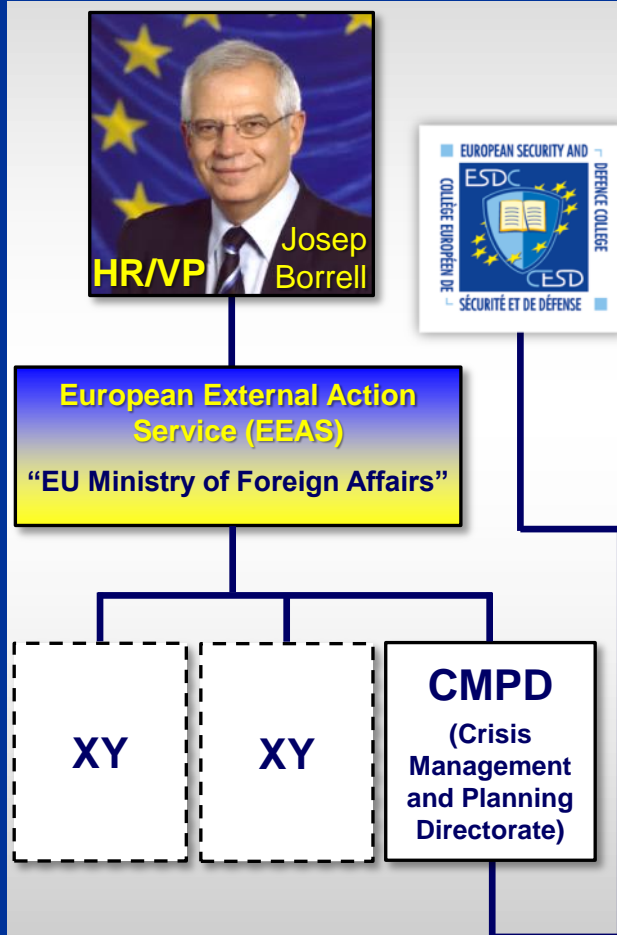 HR/VP
Josep
Borrell
EUROPEAN SECURITY AND
DEFENCE COLLEGE
ESDC
CESD
COLLÈGE EUROPÉEN DE
SÉCURITÉ ET DE DÉFENSE
European External Action
Service (EEAS)
“EU Ministry of Foreign Affairs”
XY
XY
CMPD
(Crisis
Management
and Planning
Directorate)